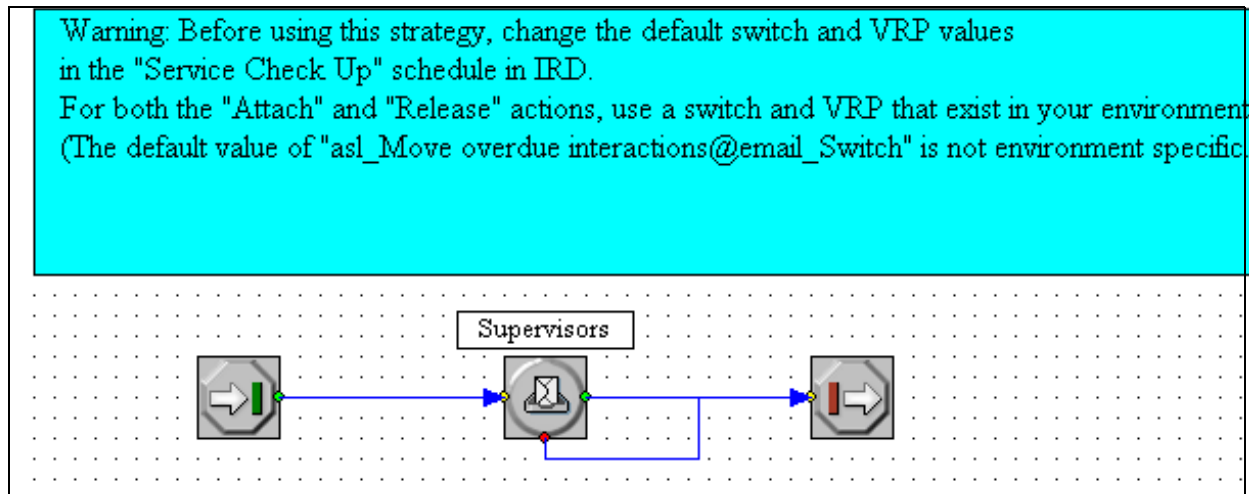 Warning: Before using this strategy, change the default switch and VRP values
in the "Service Check Up" schedule in IRD.
For both the "Attach" and "Release" actions, use a switch and VRP that exist in your environment
(The default value of "asl_Move overdue interactions@email_Switch" is not environment specific.
Supervisors